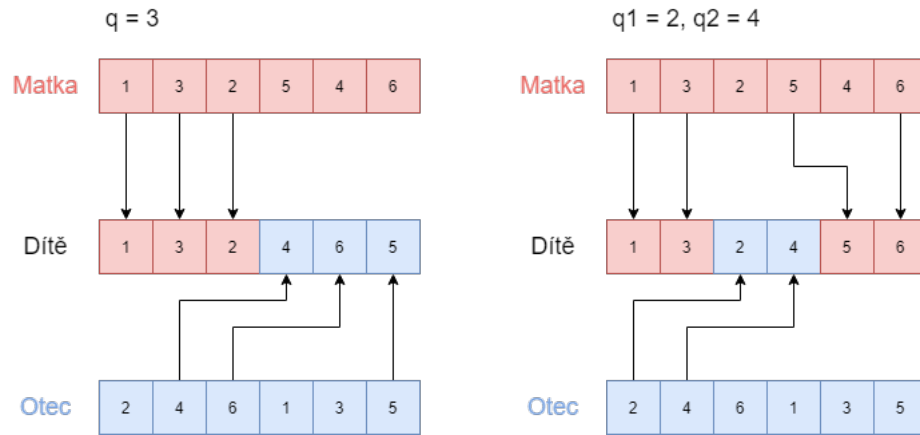 q = 3
Matka 1 3 2 5 4 6
Dítě 1 3 2 4 6 5
Otec 2 4 6 1 3 5
q1 = 2, q2 = 4
Matka 1 3 2 5 4 6
Dítě 1 3 2 4 5 6
Otec 2 4 6 1 3 5